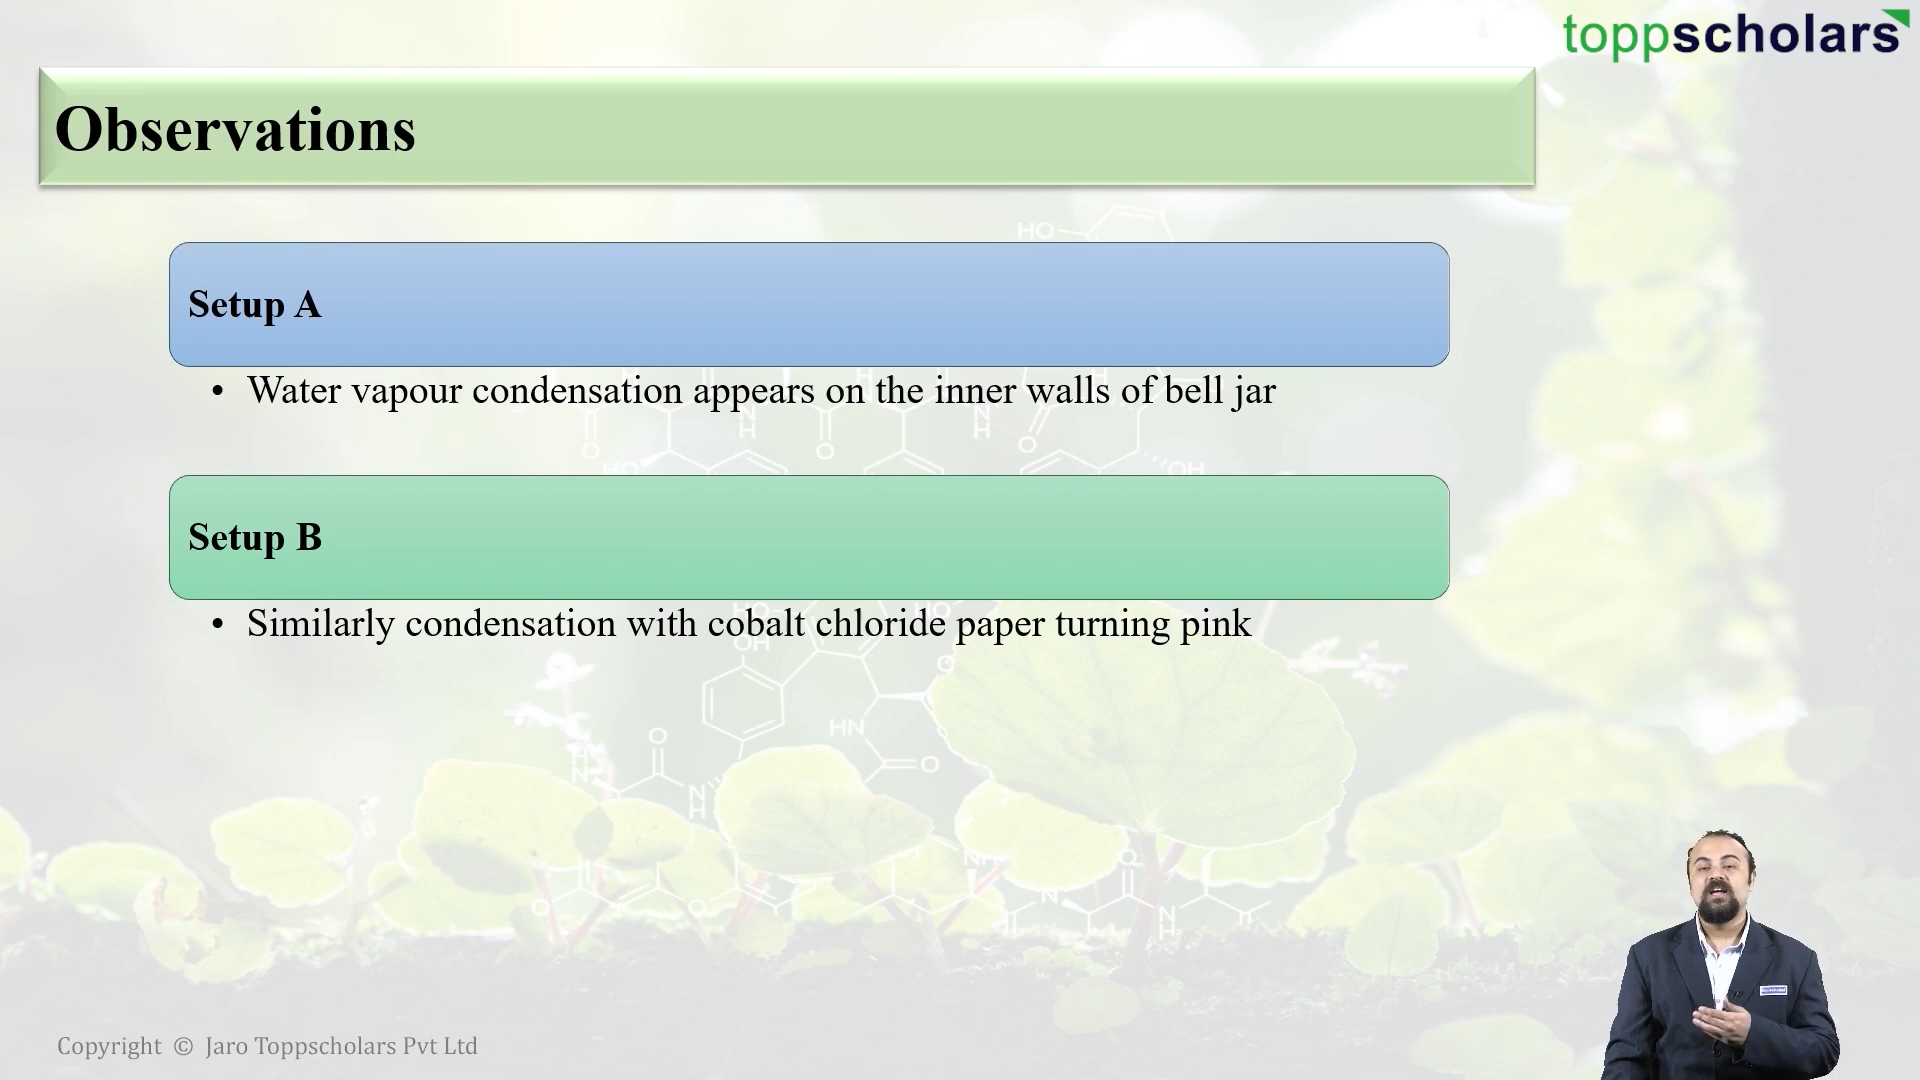 toppscholars
Observations
Setup A
• Water vapour condensation appears on the inner walls of bell jar
Setup B
• Similarly condensation with cobalt chloride paper turning pink
Copyright © Jaro Toppscholars Pvt Ltd